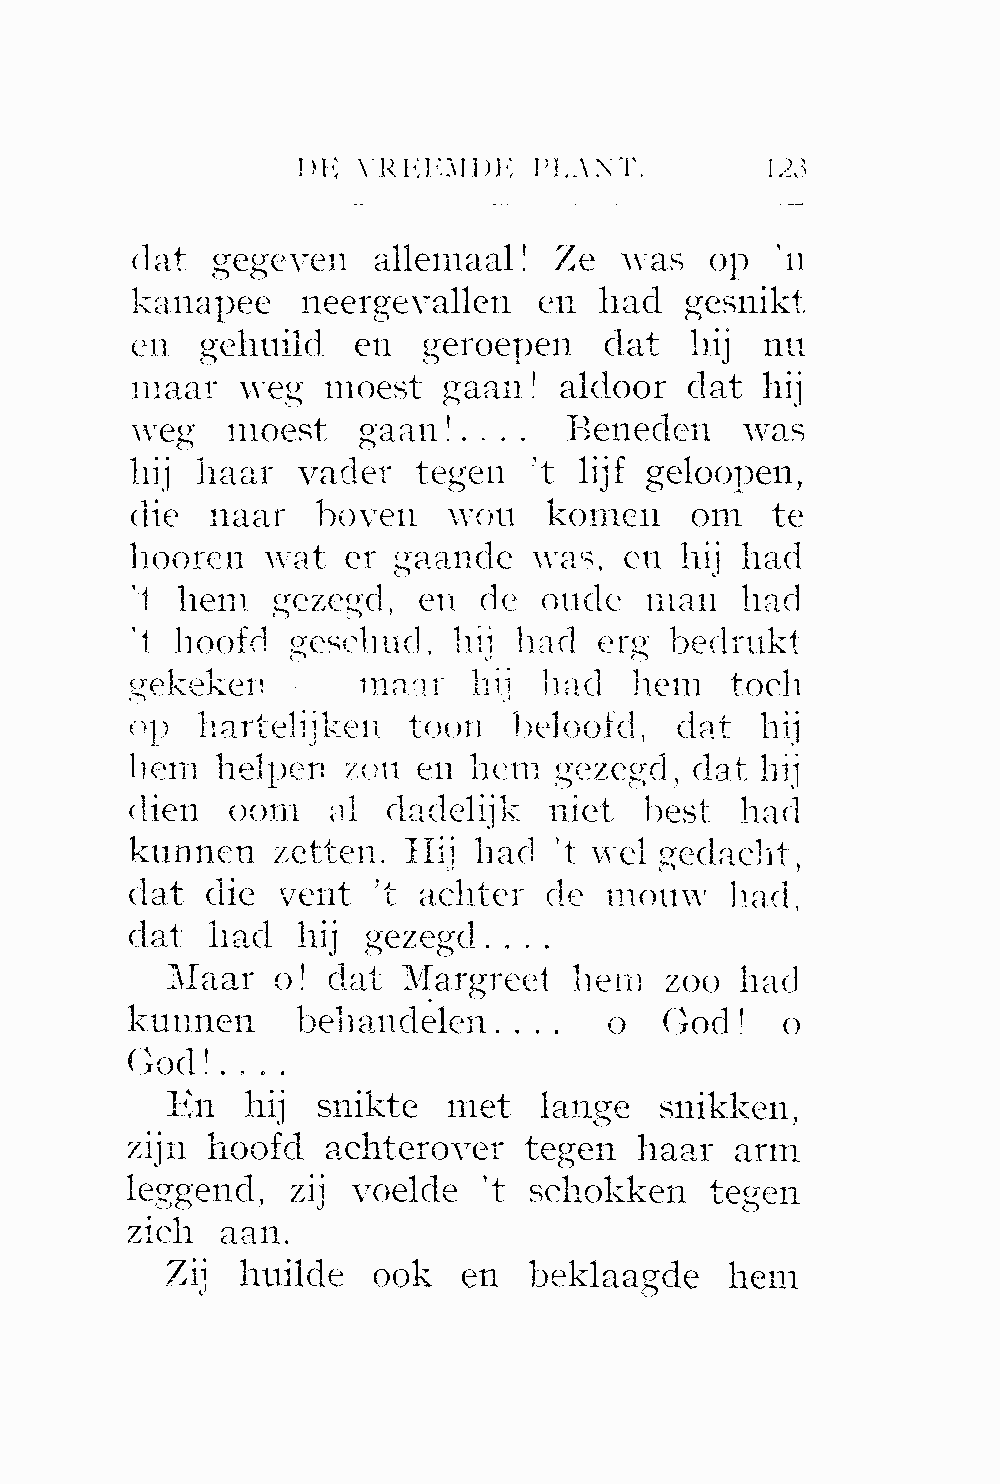 DE VREEMDE PLANT. 123
dat gegeven allemaal! Ze was op 'n
kanapee neergevallen en had gesnikt
en gehuild en geroepen dat hij nu
maar weg moest gaan! aldoor dat hij
weg moest gaan!.... Beneden was
hij haar vader tegen 't lijf geloopen,
die naar boven wou komen om te
hooren wat er gaande was, en hij had
't hem gezegd, en de oude man had
't hoofd geschud, hij had erg bedrukt
gekeken - maar hij had hem toch
op hartelijken toon beloofd, dat hij
hem helpen zou en hem gezegd, dat hij
dien oom al dadelijk niet best had
kunnen zetten. Hij had 't wel gedacht,
dat die vent 't achter de mouw had,
dat had hij gezegd....
Maar o! dat Margreet hem zoo had
kunnen behandelen.... o God! o
God!....
En hij snikte met lange snikken,
zijn hoofd achterover tegen haar arm
leggend, zij voelde 't schokken tegen
zich aan.
Zij huilde ook en beklaagde hem